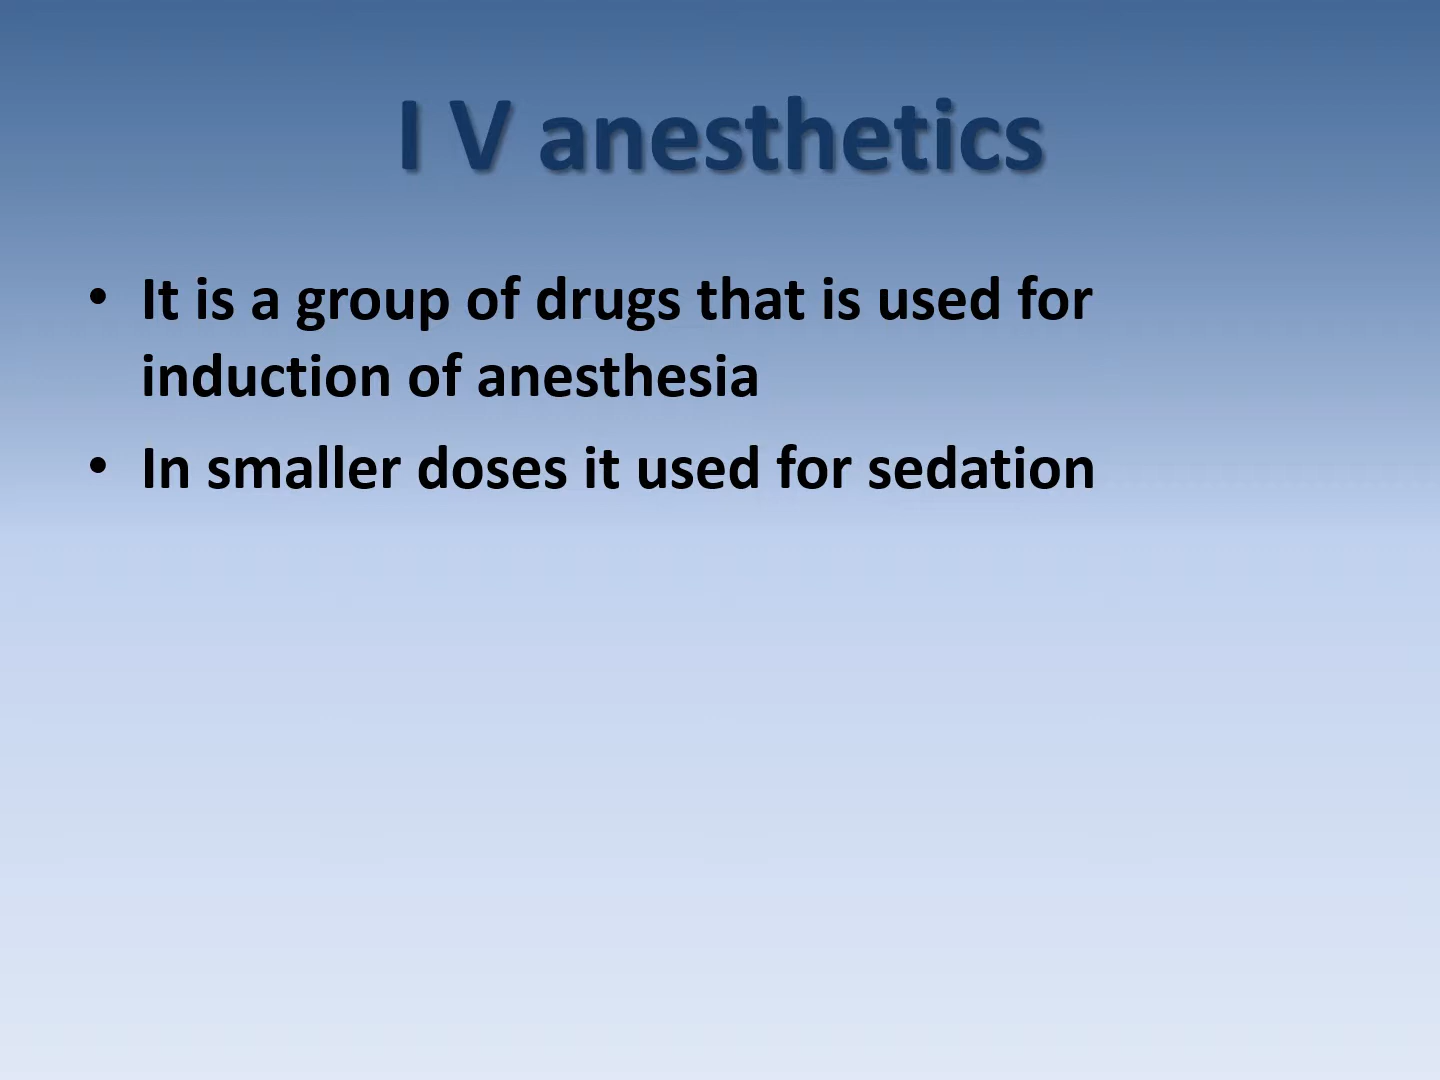 I V anesthetics
• It is a group of drugs that is used for
induction of anesthesia
• In smaller doses it used for sedation